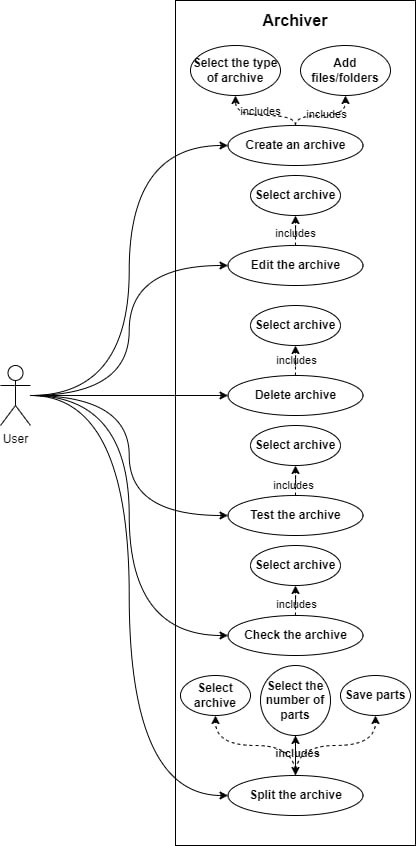 Archiver
Select the type
of archive
Add
files/folders
includes
includes
Create an archive
Select archive
includes
Edit the archive
Select archive
includes
Delete archive
User
Select archive
includes
Test the archive
Select archive
includes
Check the archive
Select
archive
Select the
number of
parts
Save parts
includes
Split the archive